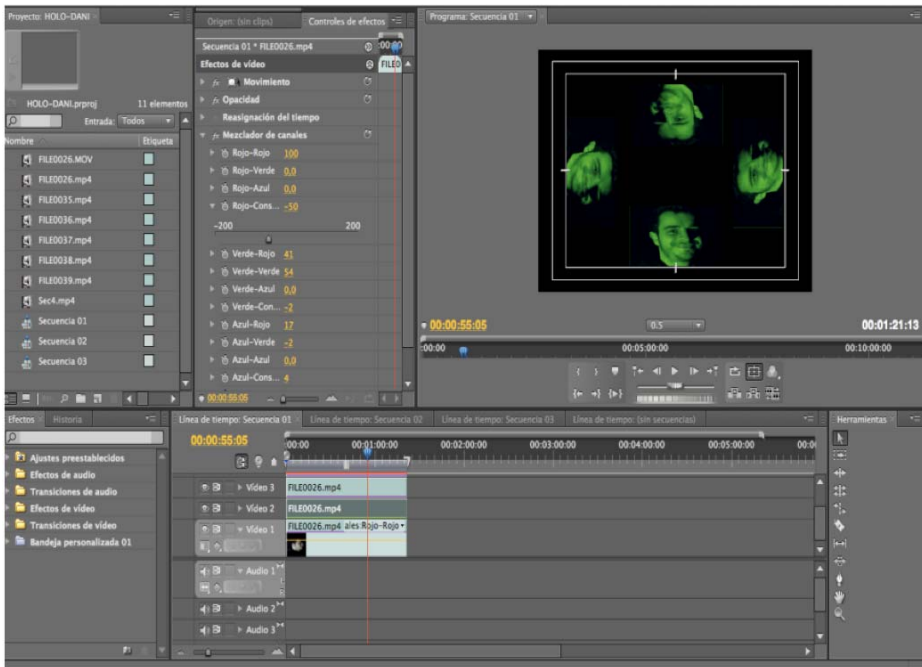 Proyecto: HOLO-DANI
HOLO-DANI.prproj
11 elementos
Entrada: Todos
Nombre
Etiqueta
FILE0026.MOV
FILE0026.mp4
FILE0035.mp4
FILE0036.mp4
FILE0037.mp4
FILE0038.mp4
FILE0039.mp4
Sec4.mp4
Secuencia 01
Secuencia 02
Secuencia 03
Origen: (sin clips)
Controles de efectos
Secuencia 01 * FILE0026.mp4
Efectos de vídeo
Movimiento
Opacidad
Reasignación del tiempo
Mezclador de canales
Rojo-Rojo 100
Rojo-Verde 0,0
Rojo-Azul 0,0
Rojo-Cons... -50
-200 200
Verde-Rojo 41
Verde-Verde 54
Verde-Azul 0,0
Verde-Con... -2
Azul-Rojo 17
Azul-Verde -2
Azul-Azul 0,0
Azul-Cons... 4
00:00:55:05
Programa: Secuencia 01
00:00:55:05
0.5
00:01:21:13
:00:00 00:05:00:00 00:10:00:00
Efectos
Historia
Ajustes preestablecidos
Efectos de audio
Transiciones de audio
Efectos de vídeo
Transiciones de vídeo
Bandeja personalizada 01
Línea de tiempo: Secuencia 01
Línea de tiempo: Secuencia 02
Línea de tiempo: Secuencia 03
Línea de tiempo: (sin secuencias)
00:00:55:05
:00:00 00:01:00:00 00:02:00:00 00:03:00:00 00:04:00:00 00:05:00:00
Vídeo 3 FILE0026.mp4
Vídeo 2 FILE0026.mp4
Vídeo 1 FILE0026.mp4 ales:Rojo-Rojo
Audio 1
Audio 2
Audio 3
Herramientas